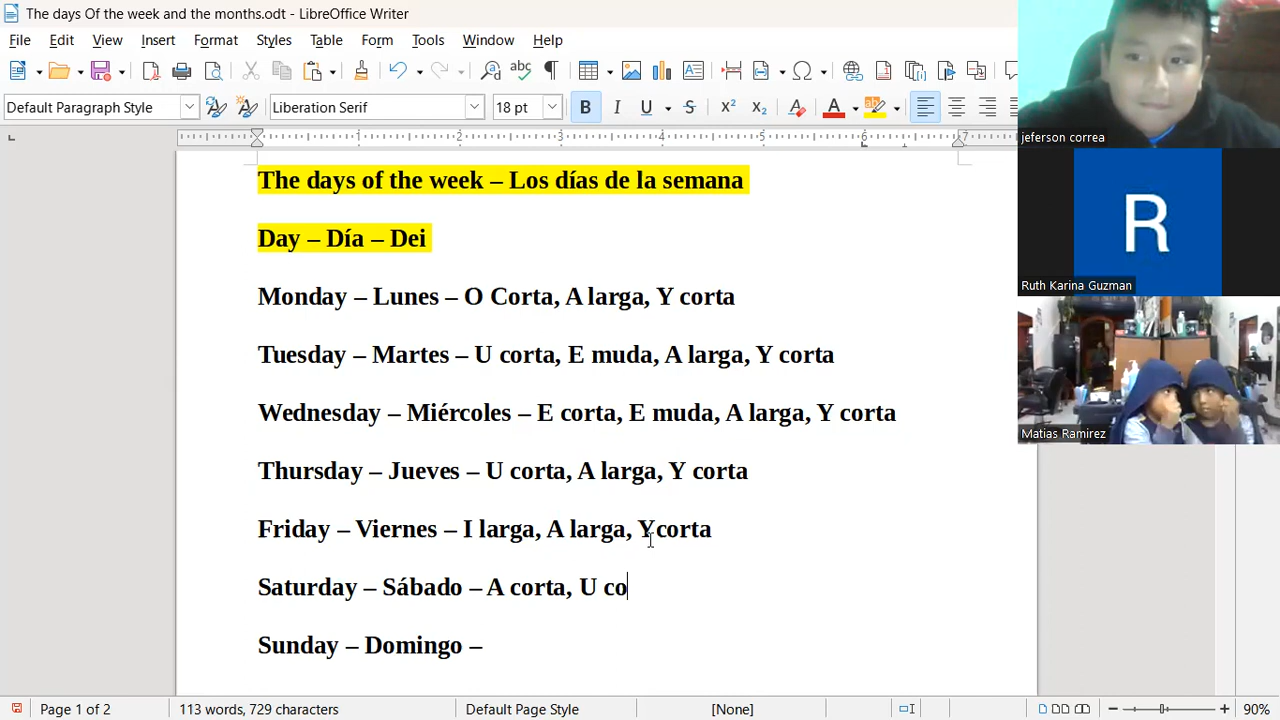 The days Of the week and the months.odt - LibreOffice Writer
File Edit View Insert Format Styles Table Form Tools Window Help
Default Paragraph Style Liberation Serif 18 pt
The days of the week – Los días de la semana
Day – Día – Dei
Monday – Lunes – O Corta, A larga, Y corta
Tuesday – Martes – U corta, E muda, A larga, Y corta
Wednesday – Miércoles – E corta, E muda, A larga, Y corta
Thursday – Jueves – U corta, A larga, Y corta
Friday – Viernes – I larga, A larga, Y corta
Saturday – Sábado – A corta, U co
Sunday – Domingo –
Page 1 of 2 113 words, 729 characters Default Page Style [None] 90%
jeferson correa
R
Ruth Karina Guzman
Matias Ramirez